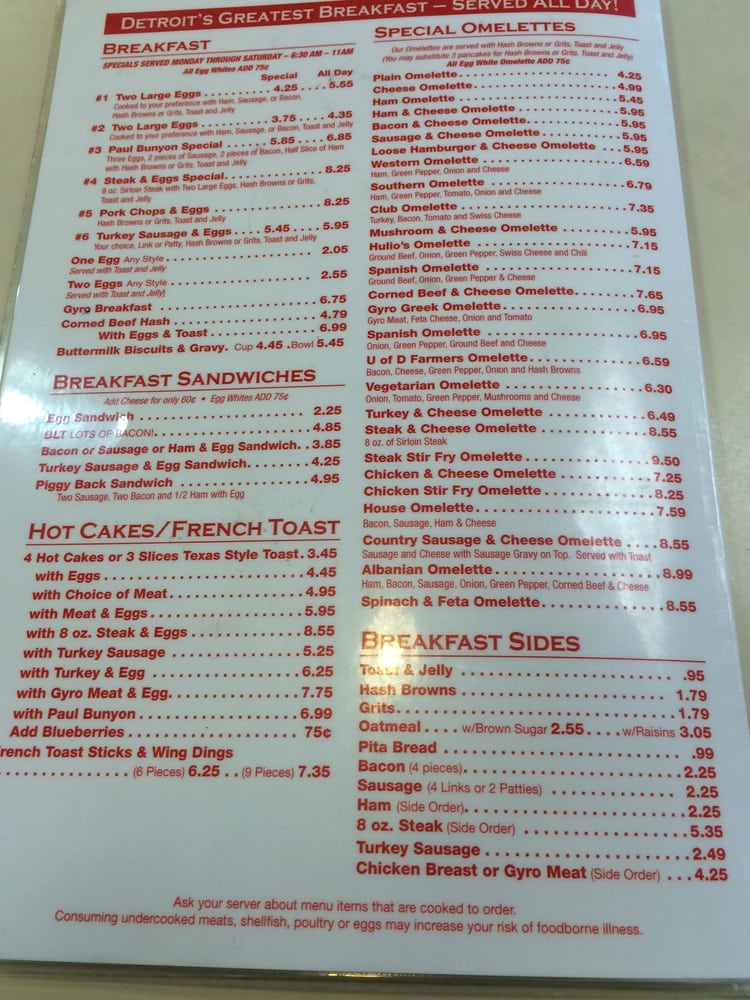 DETROIT'S GREATEST BREAKFAST – SERVED ALL DAY!
BREAKFAST
SPECIALS SERVED MONDAY THROUGH SATURDAY – 6:30 AM – 11AM
All Egg Whites ADD 75¢
Special All Day
#1 Two Large Eggs . . . . . . . . . . . 4.25 . . . . . 5.55
Cooked to your preference with Ham, Sausage, or Bacon,
Hash Browns or Grits, Toast and Jelly
#2 Two Large Eggs . . . . . . . . . . . 3.75 . . . . . 4.35
Cooked to your preference with Ham, Sausage, or Bacon, Toast and Jelly
#3 Paul Bunyon Special . . . . . 5.85 . . . . . 6.85
Three Eggs, 2 pieces of Sausage, 2 pieces of Bacon, Half Slice of Ham
with Hash Browns or Grits, Toast and Jelly
#4 Steak & Eggs Special. . . . . . . . . . . . . . . . 8.25
8 oz. Sirloin Steak with Two Large Eggs, Hash Browns or Grits,
Toast and Jelly
#5 Pork Chops & Eggs . . . . . . . . . . . . . . . . . 8.25
Hash Browns or Grits, Toast and Jelly
#6 Turkey Sausage & Eggs . . . . . 5.45 . . . . . 5.95
Your choice, Link or Patty, Hash Browns or Grits, Toast and Jelly
One Egg Any Style . . . . . . . . . . . . . . . . . . . . 2.05
Served with Toast and Jelly
Two Eggs Any Style . . . . . . . . . . . . . . . . . . . . 2.55
Served with Toast and Jelly
Gyro Breakfast . . . . . . . . . . . . . . . . . . . . . . 6.75
Corned Beef Hash . . . . . . . . . . . . . . . . . . . . 4.79
With Eggs & Toast . . . . . . . . . . . . . . . . 6.99
Buttermilk Biscuits & Gravy. Cup 4.45 . Bowl 5.45
BREAKFAST SANDWICHES
Add Cheese for only 60¢ • Egg Whites ADD 75¢
Egg Sandwich . . . . . . . . . . . . . . . . . . . . . . 2.25
BLT LOTS OF BACON!. . . . . . . . . . . . . . . . . . . 4.85
Bacon or Sausage or Ham & Egg Sandwich. . 3.85
Turkey Sausage & Egg Sandwich. . . . . . . . 4.25
Piggy Back Sandwich . . . . . . . . . . . . . . . . 4.95
Two Sausage, Two Bacon and 1/2 Ham with Egg
HOT CAKES/FRENCH TOAST
4 Hot Cakes or 3 Slices Texas Style Toast. 3.45
with Eggs . . . . . . . . . . . . . . . . . . . . . . . . . . 4.45
with Choice of Meat . . . . . . . . . . . . . . . . . . 4.95
with Meat & Eggs . . . . . . . . . . . . . . . . . . . . 5.95
with 8 oz. Steak & Eggs . . . . . . . . . . . . . . . 8.55
with Turkey Sausage . . . . . . . . . . . . . . . . . 5.25
with Turkey & Egg . . . . . . . . . . . . . . . . . . . 6.25
with Gyro Meat & Egg. . . . . . . . . . . . . . . . . 7.75
with Paul Bunyon . . . . . . . . . . . . . . . . . . . . 6.99
Add Blueberries . . . . . . . . . . . . . . . . . . . . . 75¢
French Toast Sticks & Wing Dings
. . . . . . . . . . . . . . (6 Pieces) 6.25 . . (9 Pieces) 7.35
SPECIAL OMELETTES
Our Omelettes are served with Hash Browns or Grits, Toast and Jelly
(You may substitute 3 pancakes for Hash Browns or Grits, Toast and Jelly)
All Egg White Omelette ADD 75¢
Plain Omelette . . . . . . . . . . . . . . . . . . . . . . 4.25
Cheese Omelette . . . . . . . . . . . . . . . . . . . . 4.99
Ham Omelette . . . . . . . . . . . . . . . . . . . . . . 5.45
Ham & Cheese Omelette . . . . . . . . . . . . . . 5.95
Bacon & Cheese Omelette . . . . . . . . . . . . . 5.95
Sausage & Cheese Omelette . . . . . . . . . . . 5.95
Loose Hamburger & Cheese Omelette . . . 5.95
Western Omelette . . . . . . . . . . . . . . . . . . . 6.59
Ham, Green Pepper, Onion and Cheese
Southern Omelette . . . . . . . . . . . . . . . . . . 6.79
Ham, Green Pepper, Tomato, Onion and Cheese
Club Omelette . . . . . . . . . . . . . . . . . . . . . . 7.35
Turkey, Bacon, Tomato and Swiss Cheese
Mushroom & Cheese Omelette . . . . . . . . . 5.95
Hulio's Omelette . . . . . . . . . . . . . . . . . . . . 7.15
Ground Beef, Onion, Green Pepper, Swiss Cheese and Chili
Spanish Omelette . . . . . . . . . . . . . . . . . . . 7.15
Ground Beef, Onion, Green Pepper & Cheese
Corned Beef & Cheese Omelette . . . . . . . . 7.65
Gyro Greek Omelette . . . . . . . . . . . . . . . . . 6.95
Gyro Meat, Feta Cheese, Onion and Tomato
Spanish Omelette . . . . . . . . . . . . . . . . . . . 6.95
Onion, Green Pepper, Ground Beef and Cheese
U of D Farmers Omelette . . . . . . . . . . . . . . 6.59
Bacon, Cheese, Green Pepper, Onion and Hash Browns
Vegetarian Omelette . . . . . . . . . . . . . . . . . 6.30
Onion, Tomato, Green Pepper, Mushrooms and Cheese
Turkey & Cheese Omelette . . . . . . . . . . . . 6.49
Steak & Cheese Omelette . . . . . . . . . . . . . 8.55
8 oz. of Sirloin Steak
Steak Stir Fry Omelette . . . . . . . . . . . . . . . 9.50
Chicken & Cheese Omelette . . . . . . . . . . . 7.25
Chicken Stir Fry Omelette . . . . . . . . . . . . . 8.25
House Omelette . . . . . . . . . . . . . . . . . . . . . 7.59
Bacon, Sausage, Ham & Cheese
Country Sausage & Cheese Omelette . . . . 8.55
Sausage and Cheese with Sausage Gravy on Top. Served with Toast
Albanian Omelette . . . . . . . . . . . . . . . . . . . 8.99
Ham, Bacon, Sausage, Onion, Green Pepper, Corned Beef & Cheese
Spinach & Feta Omelette . . . . . . . . . . . . . . 8.55
BREAKFAST SIDES
Toast & Jelly . . . . . . . . . . . . . . . . . . . . . . . .95
Hash Browns . . . . . . . . . . . . . . . . . . . . . . . 1.79
Grits. . . . . . . . . . . . . . . . . . . . . . . . . . . . . . 1.79
Oatmeal . . . . w/Brown Sugar 2.55 . . . . w/Raisins 3.05
Pita Bread . . . . . . . . . . . . . . . . . . . . . . . . . .99
Bacon (4 pieces). . . . . . . . . . . . . . . . . . . . . 2.25
Sausage (4 Links or 2 Patties) . . . . . . . . . . . 2.25
Ham (Side Order). . . . . . . . . . . . . . . . . . . . . 2.25
8 oz. Steak (Side Order) . . . . . . . . . . . . . . . 5.35
Turkey Sausage . . . . . . . . . . . . . . . . . . . . . 2.49
Chicken Breast or Gyro Meat (Side Order) . . . 4.25
Ask your server about menu items that are cooked to order.
Consuming undercooked meats, shellfish, poultry or eggs may increase your risk of foodborne illness.